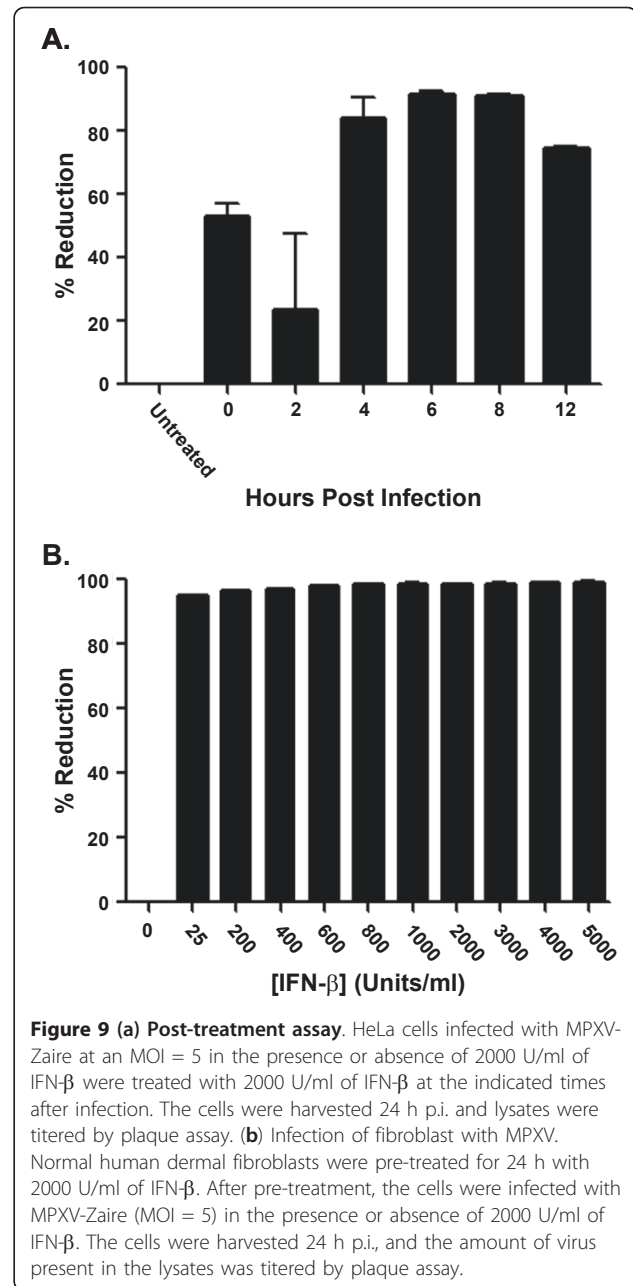 A.
100
80
60
40
20
0
% Reduction
Untreated
0 2 4 6 8 12
Hours Post Infection
B.
100
80
60
40
20
0
% Reduction
0 25 200 400 600 800 1000 2000 3000 4000 5000
[IFN-β] (Units/ml)
Figure 9 (a) Post-treatment assay. HeLa cells infected with MPXV-
Zaire at an MOI = 5 in the presence or absence of 2000 U/ml of
IFN-β were treated with 2000 U/ml of IFN-β at the indicated times
after infection. The cells were harvested 24 h p.i. and lysates were
titered by plaque assay. (b) Infection of fibroblast with MPXV.
Normal human dermal fibroblasts were pre-treated for 24 h with
2000 U/ml of IFN-β. After pre-treatment, the cells were infected with
MPXV-Zaire (MOI = 5) in the presence or absence of 2000 U/ml of
IFN-β. The cells were harvested 24 h p.i., and the amount of virus
present in the lysates was titered by plaque assay.